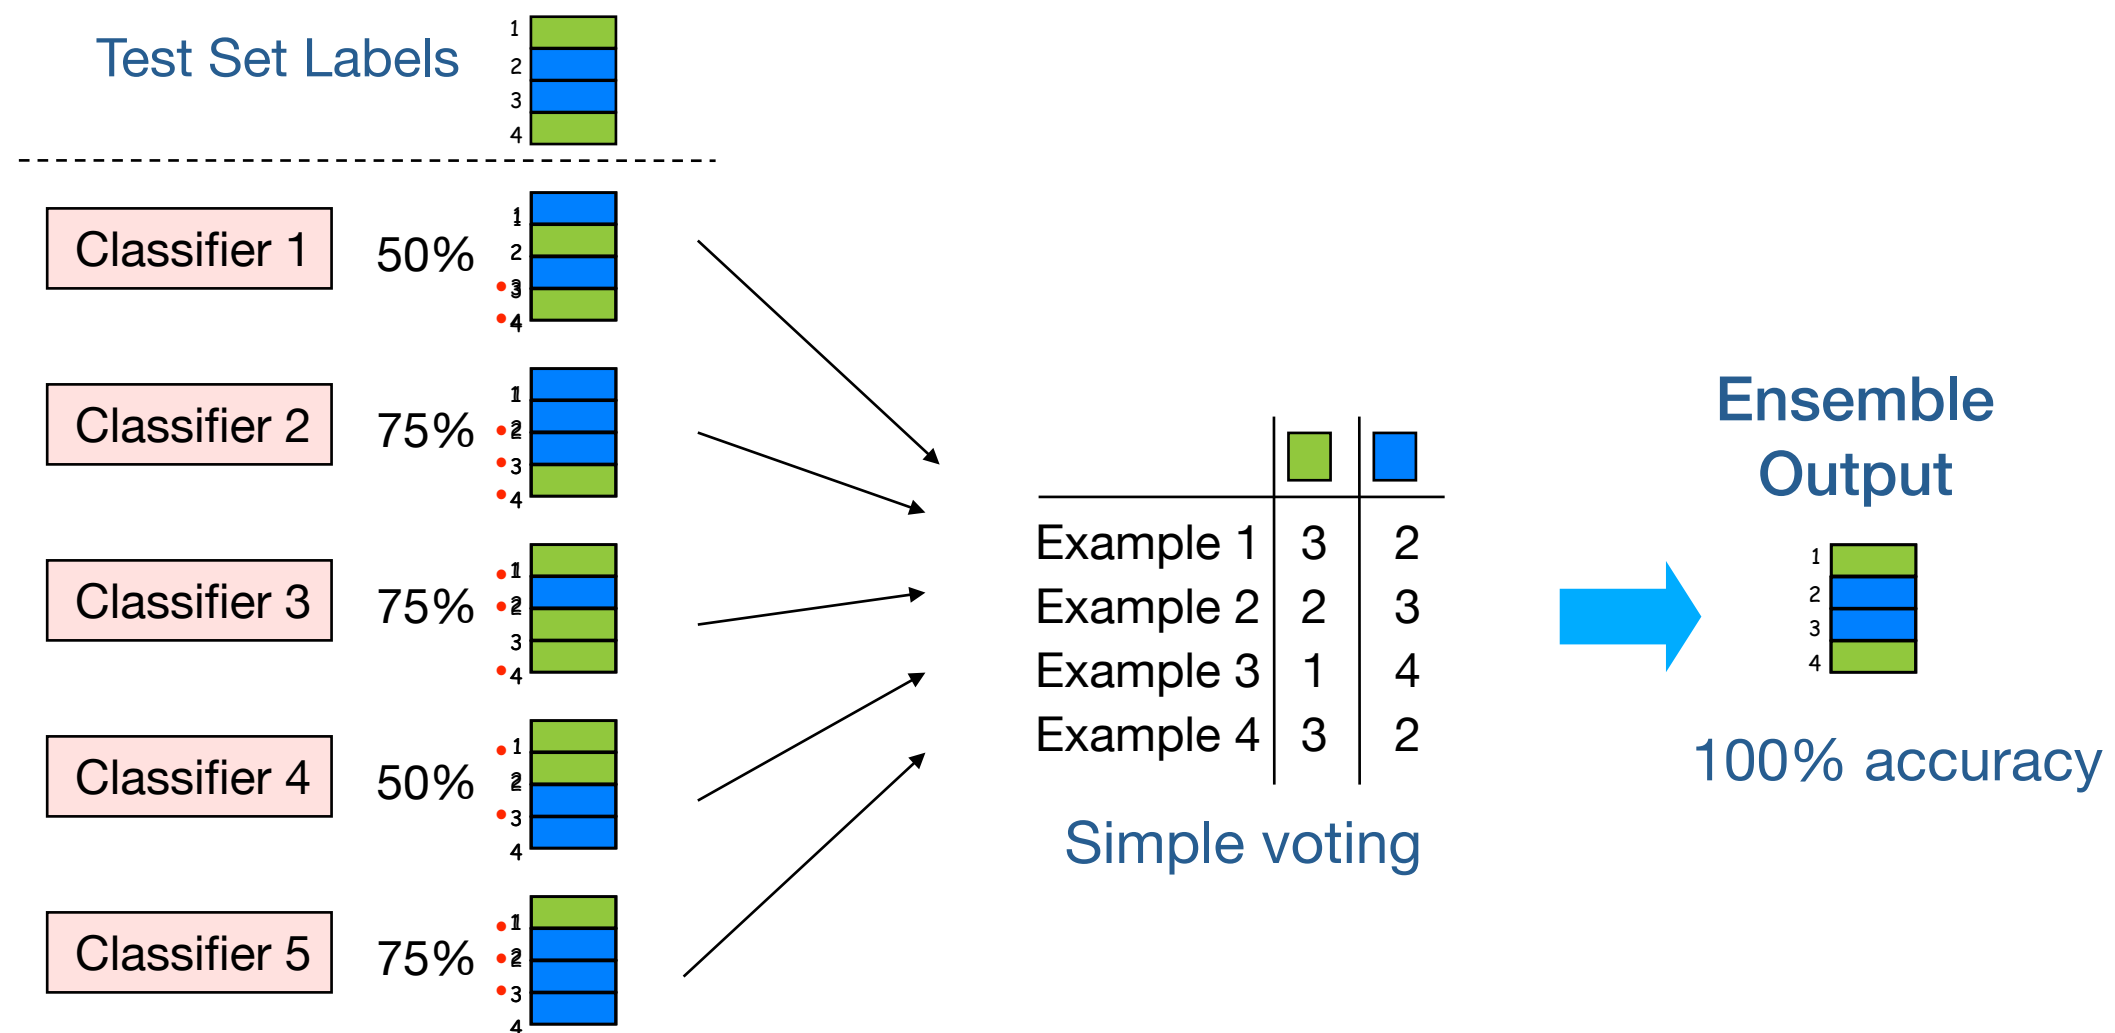 Test Set Labels
1
2
3
4
Classifier 1 50%
1
2
3
4
Classifier 2 75%
1
2
3
4
Classifier 3 75%
1
2
3
4
Classifier 4 50%
1
2
3
4
Classifier 5 75%
1
2
3
4
Example 1 3 2
Example 2 2 3
Example 3 1 4
Example 4 3 2
Simple voting
Ensemble
Output
1
2
3
4
100% accuracy